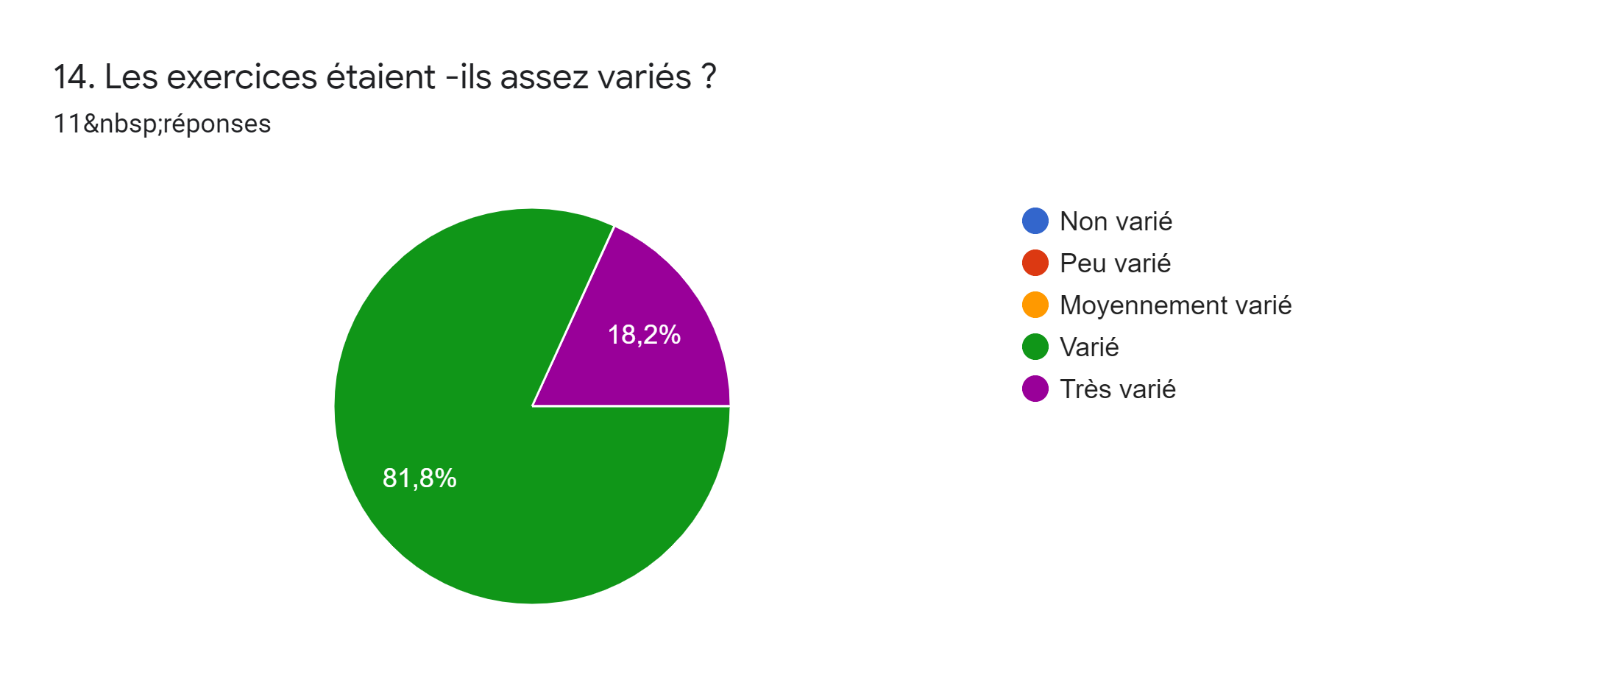 14. Les exercices étaient -ils assez variés ?
11&nbsp;réponses
18,2%
81,8%
Non varié
Peu varié
Moyennement varié
Varié
Très varié